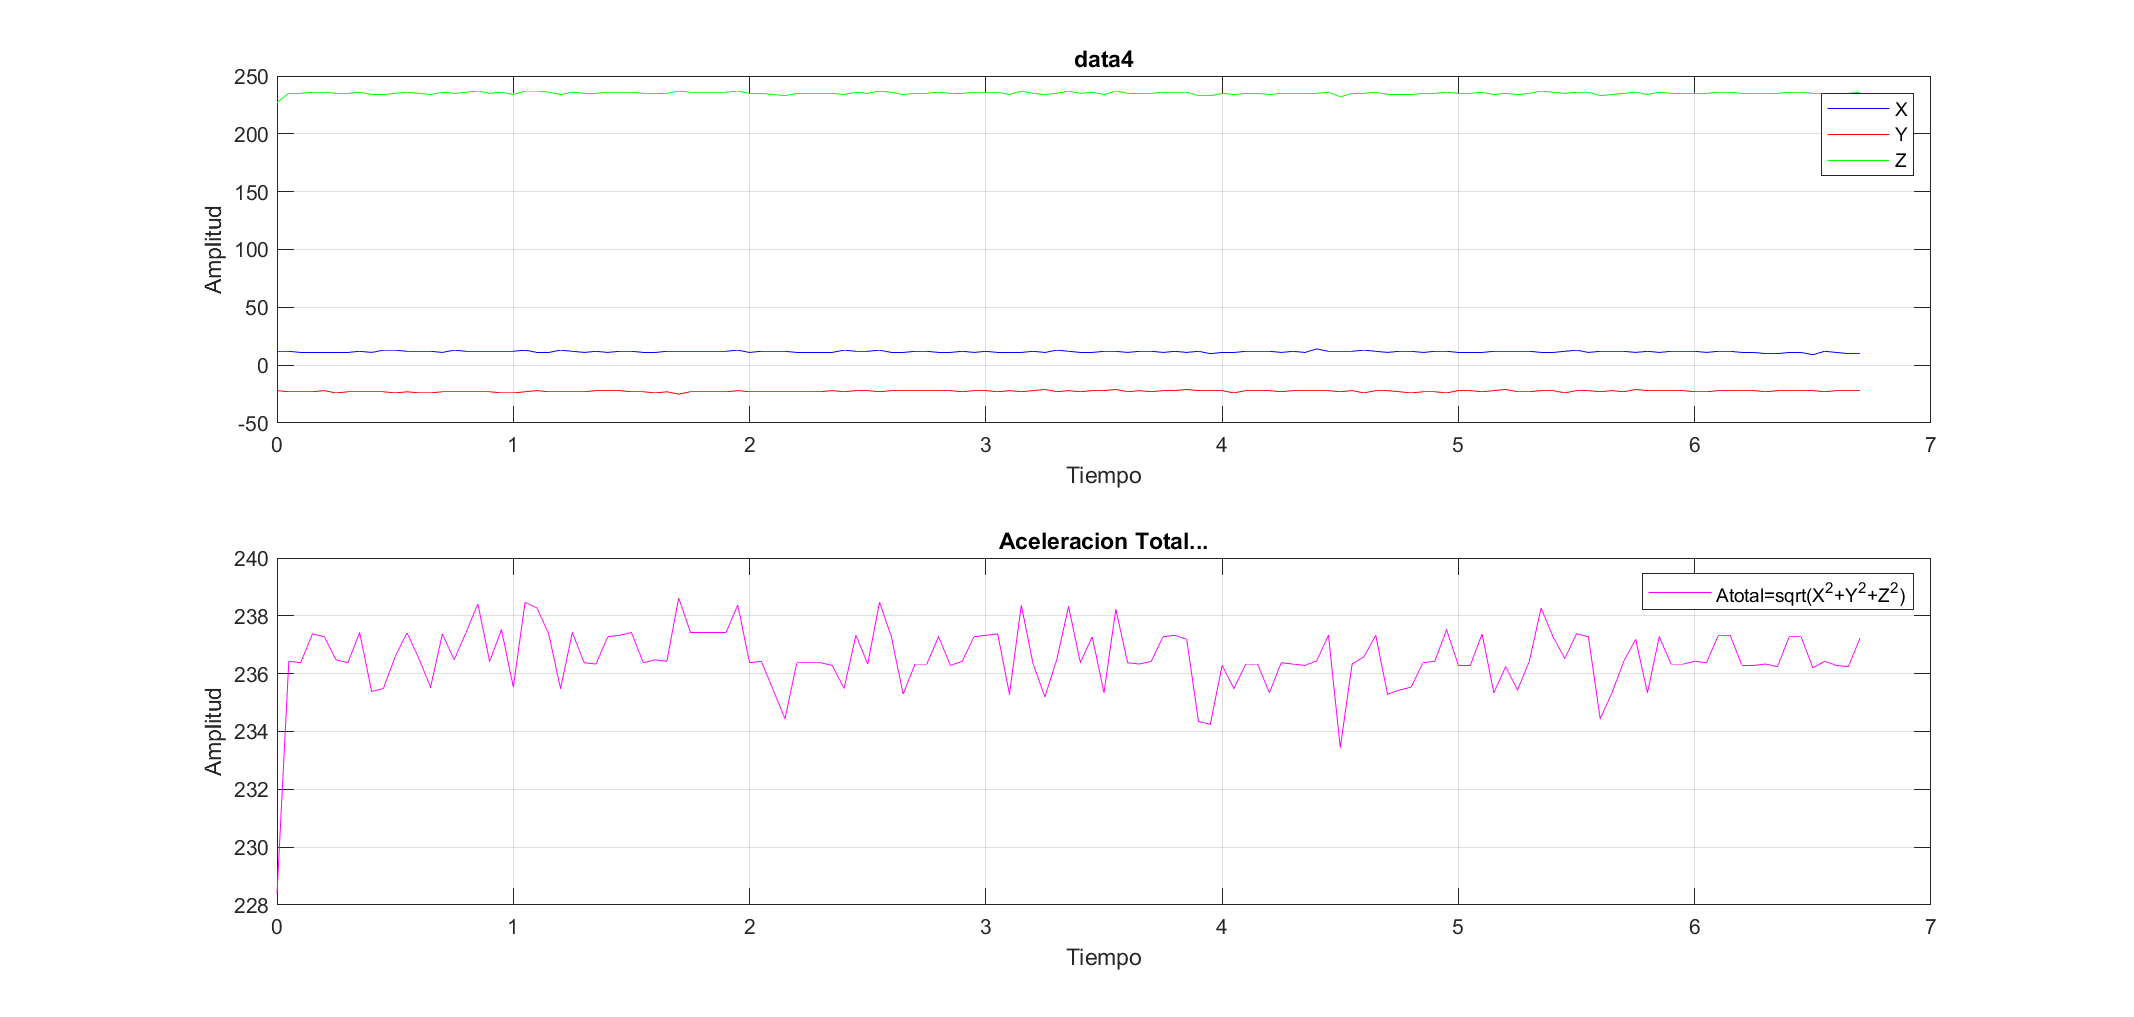 data4
250
200
150
100
50
0
-50
Amplitud
X
Y
Z
0 1 2 3 4 5 6 7
Tiempo
Aceleracion Total...
240
238
236
234
232
230
228
Amplitud
Atotal=sqrt(X²+Y²+Z²)
0 1 2 3 4 5 6 7
Tiempo